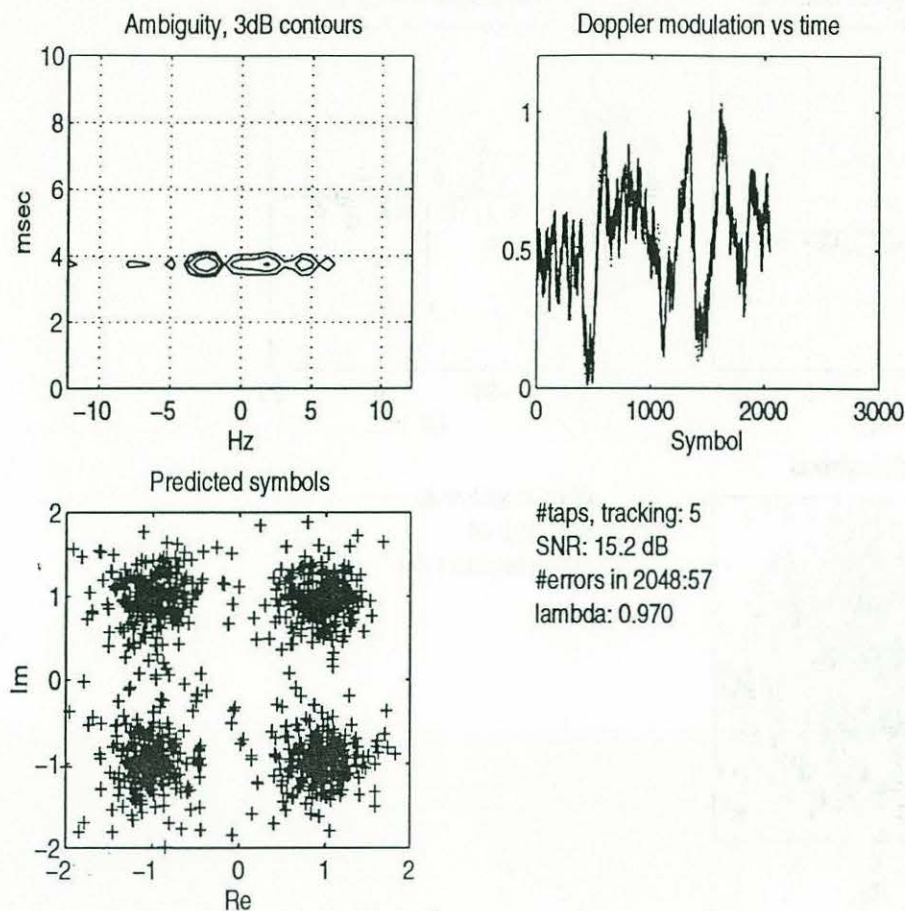 Ambiguity, 3dB contours
10
8
6
4
2
0
msec
−10 −5 0 5 10
Hz
Doppler modulation vs time
1
0.5
0
0 1000 2000 3000
Symbol
Predicted symbols
2
1
0
−1
−2
Im
−2 −1 0 1 2
Re
#taps, tracking: 5
SNR: 15.2 dB
#errors in 2048:57
lambda: 0.970